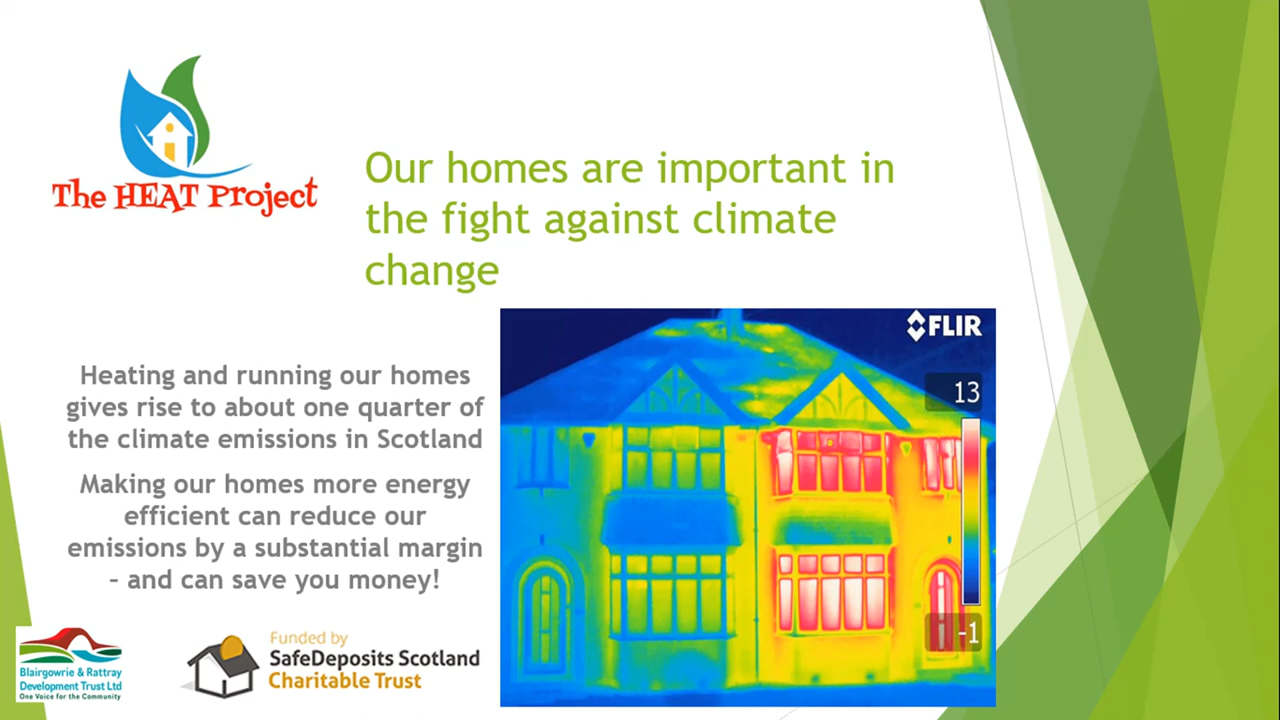 The HEAT Project
Our homes are important in
the fight against climate
change
Heating and running our homes
gives rise to about one quarter of
the climate emissions in Scotland
Making our homes more energy
efficient can reduce our
emissions by a substantial margin
– and can save you money!
FLIR
13
-1
Blairgowrie & Rattray
Development Trust Ltd
One Voice for the Community
Funded by
SafeDeposits Scotland
Charitable Trust